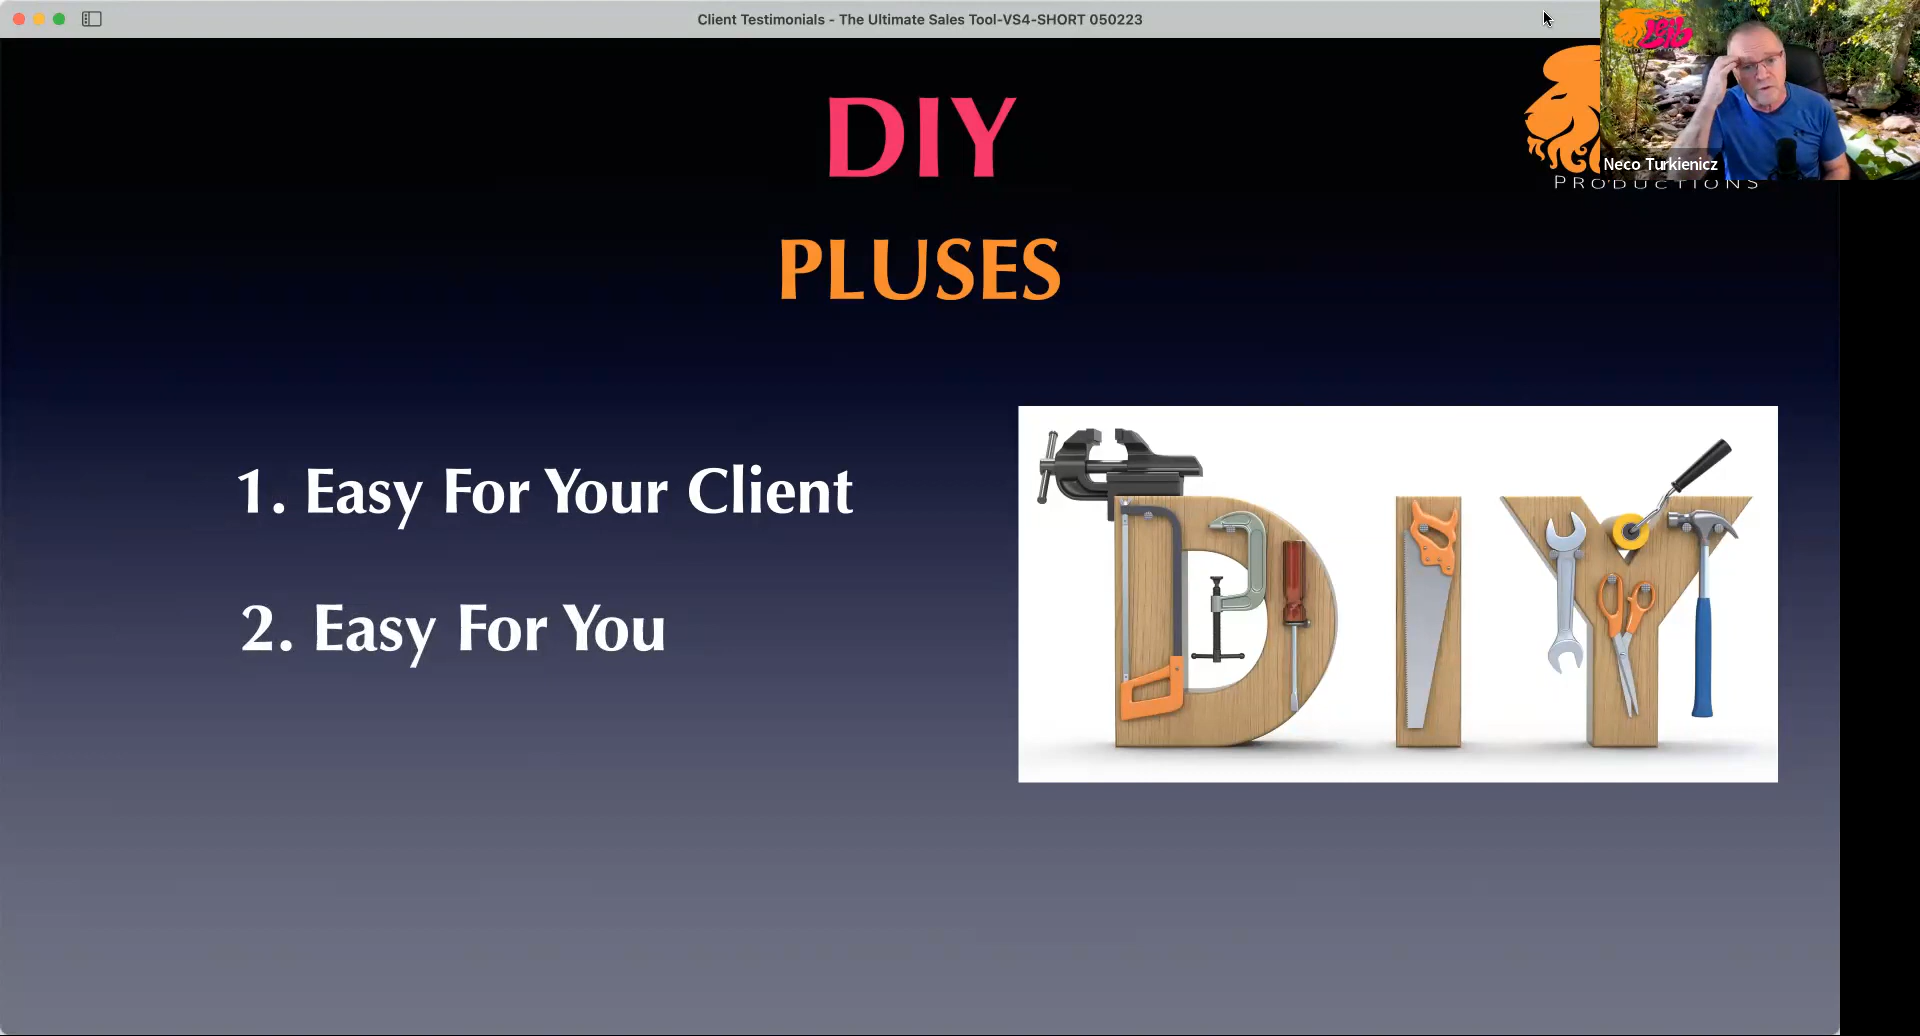 Client Testimonials - The Ultimate Sales Tool-VS4-SHORT 050223
DIY
PLUSES
1. Easy For Your Client
2. Easy For You
DIY
Neco Turkienicz
PRODUCTIONS